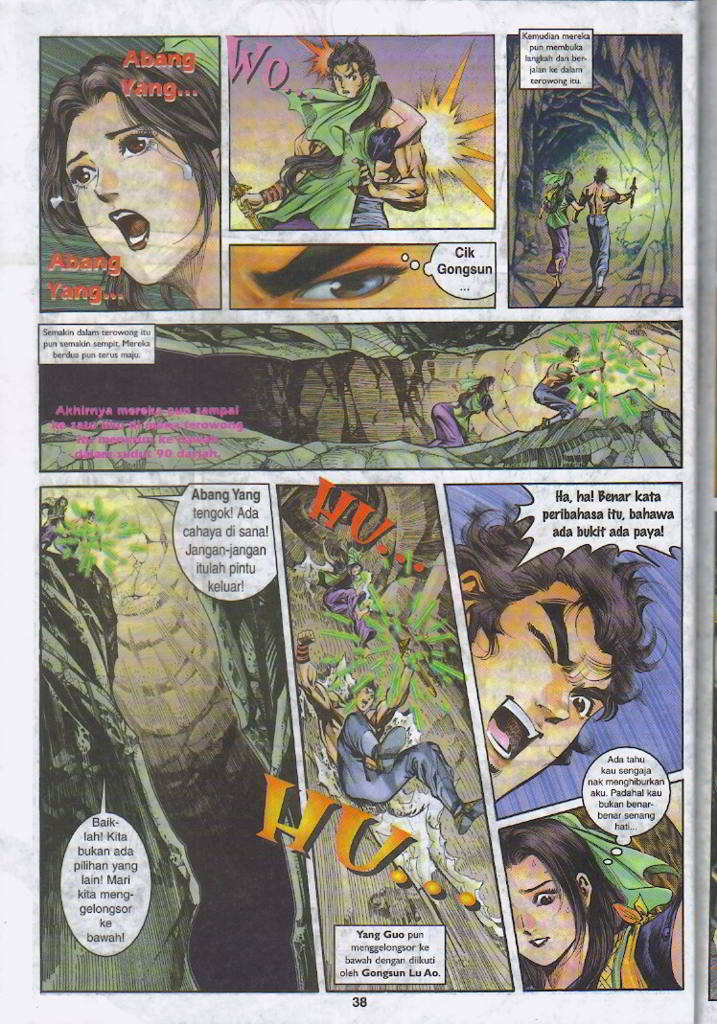 Abang
Yang...
Abang
Yang...
WO...
Cik
Gongsun
...
Kemudian mereka
pun membuka
langkah dan ber-
jalan ke dalam
terowong itu.
Semakin dalam terowong itu
pun semakin sempit. Mereka
berdua pun terus maju.
Akhirnya mereka pun sampai
ke satu
terowong
ke bawah
dalam sudut 90 darjah.
Abang Yang
tengok! Ada
cahaya di sana!
Jangan-jangan
itulah pintu
keluar!
Baik-
lah! Kita
bukan ada
pilihan yang
lain! Mari
kita meng-
gelongsor
ke
bawah!
HU...
HU...
Yang Guo pun
menggelongsor ke
bawah dengan diikuti
oleh Gongsun Lu Ao.
Ha, ha! Benar kata
peribahasa itu, bahawa
ada bukit ada paya!
Ada tahu
kau sengaja
nak menghiburkan
aku. Padahal kau
bukan benar-
benar senang
hati...
38